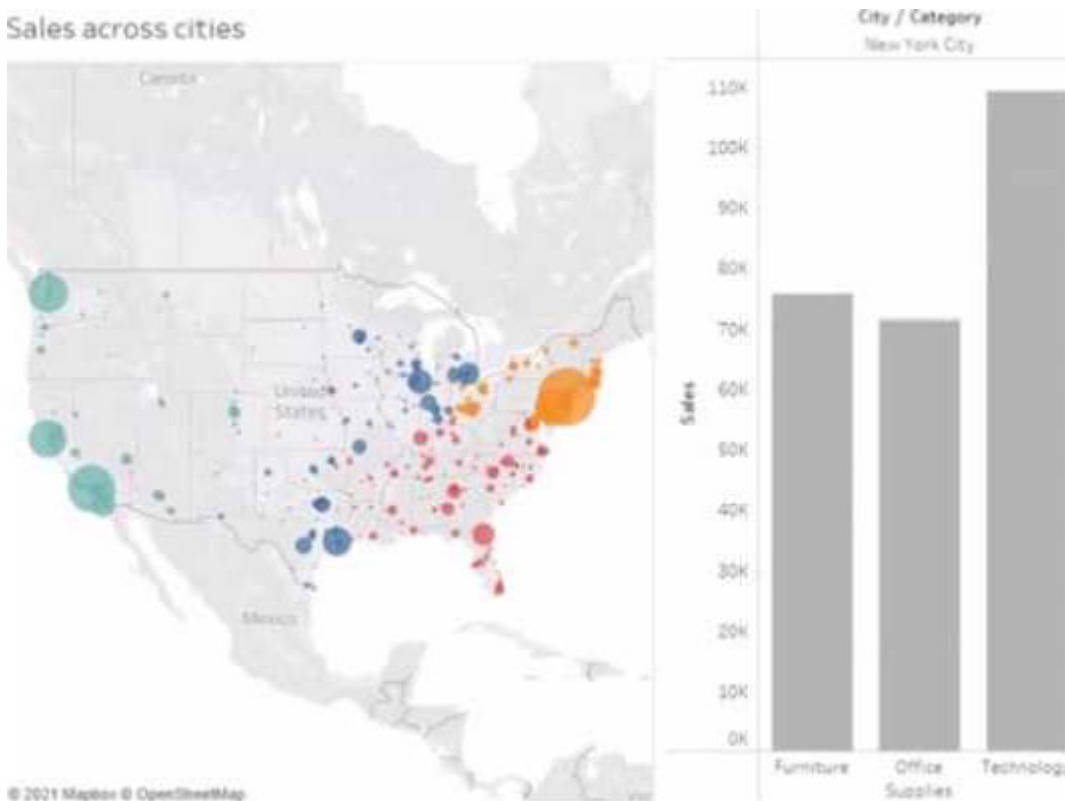 Sales across cities
Canada
United
States
Mexico
© 2021 Mapbox © OpenStreetMap
City / Category
New York City
110K
100K
90K
80K
70K
60K
50K
40K
30K
20K
10K
0K
Sales
Furniture
Office
Supplies
Technology